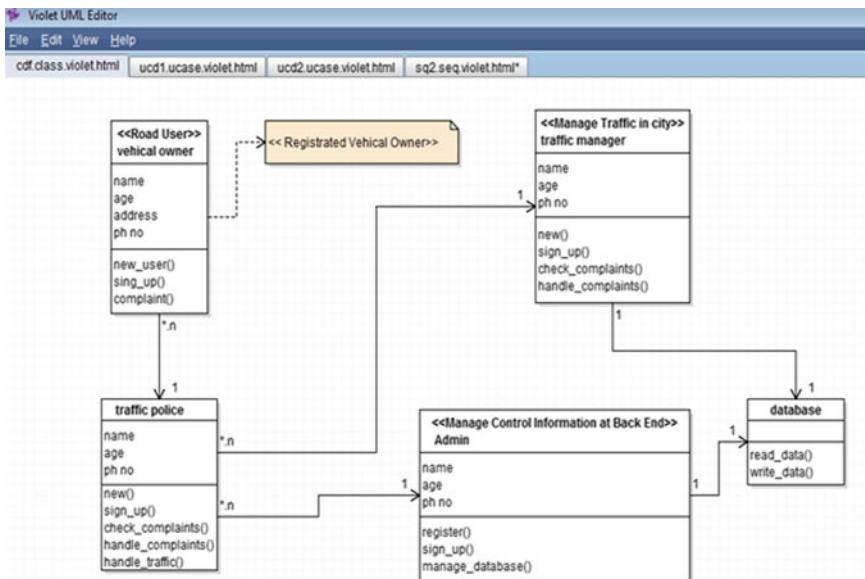 Violet UML Editor
File Edit View Help
cdf.class.violet.html
ucd1.ucase.violet.html
ucd2.ucase.violet.html
sq2.seq.violet.html*
<<Road User>>
vehical owner
name
age
address
ph no
new_user()
sing_up()
complaint()
<< Registrated Vehical Owner>>
<<Manage Traffic in city>>
traffic manager
name
age
ph no
new()
sign_up()
check_complaints()
handle_complaints()
1
1
*.n
1
traffic police
name
age
ph no
new()
sign_up()
check_complaints()
handle_complaints()
handle_traffic()
*.n
*.n
1
<<Manage Control Information at Back End>>
Admin
name
age
ph no
register()
sign_up()
manage_database()
1
1
1
database
read_data()
write_data()